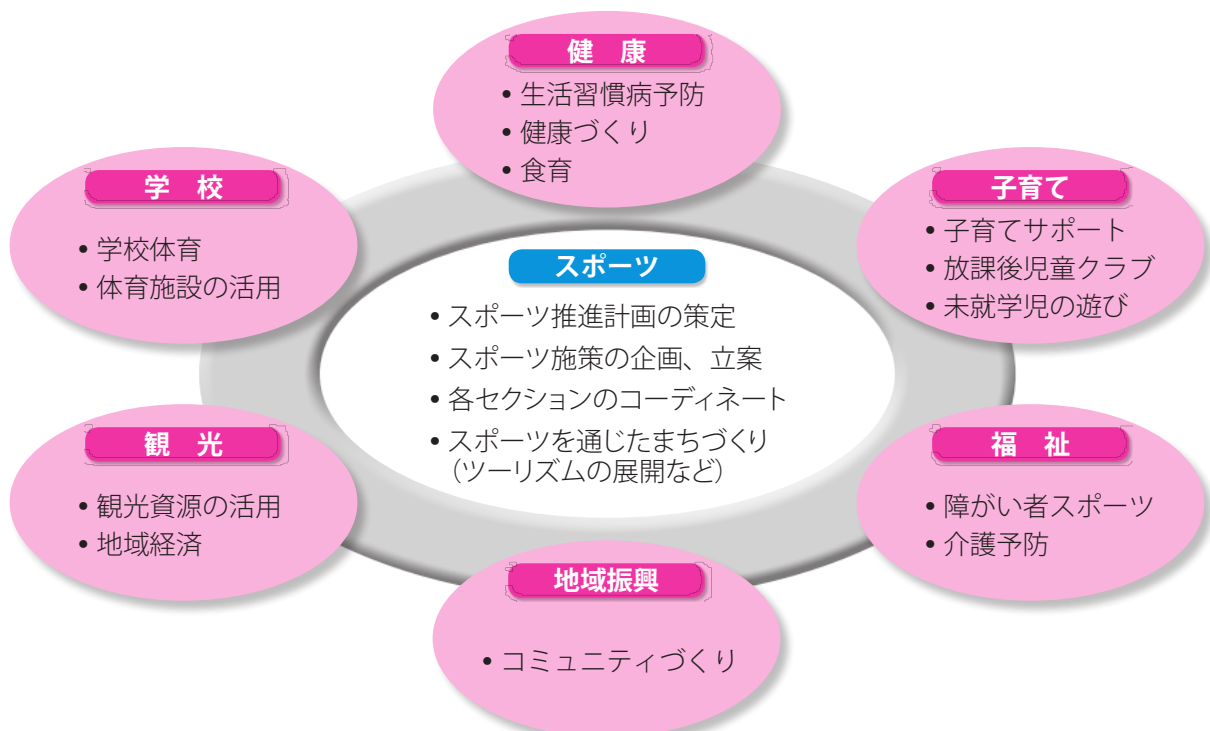 健 康
• 生活習慣病予防
• 健康づくり
• 食育
学 校
• 学校体育
• 体育施設の活用
子育て
• 子育てサポート
• 放課後児童クラブ
• 未就学児の遊び
スポーツ
• スポーツ推進計画の策定
• スポーツ施策の企画、立案
• 各セクションのコーディネート
• スポーツを通じたまちづくり
（ツーリズムの展開など）
観 光
• 観光資源の活用
• 地域経済
福 祉
• 障がい者スポーツ
• 介護予防
地域振興
• コミュニティづくり